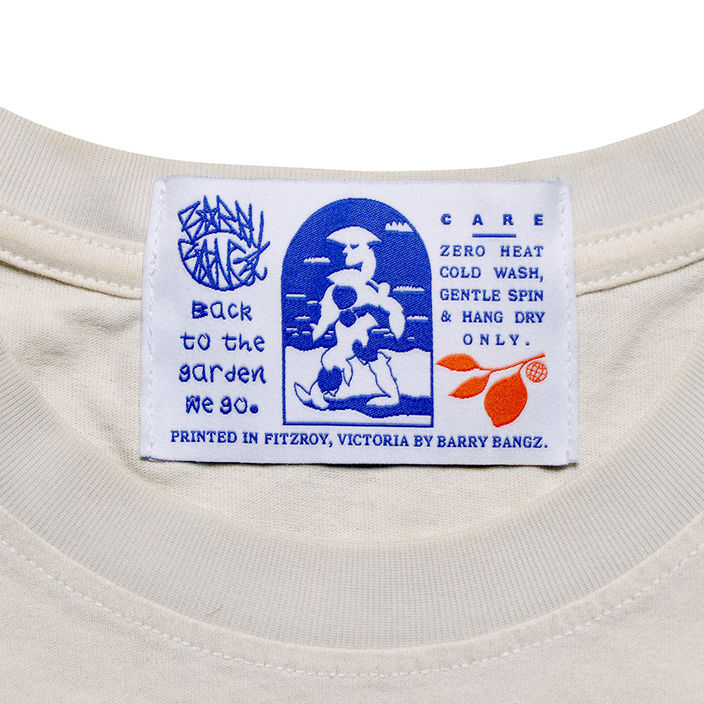 BARRY
BANGZ
Back
to the
garden
We go.
CARE
ZERO HEAT
COLD WASH,
GENTLE SPIN
& HANG DRY
ONLY.
PRINTED IN FITZROY, VICTORIA BY BARRY BANGZ.